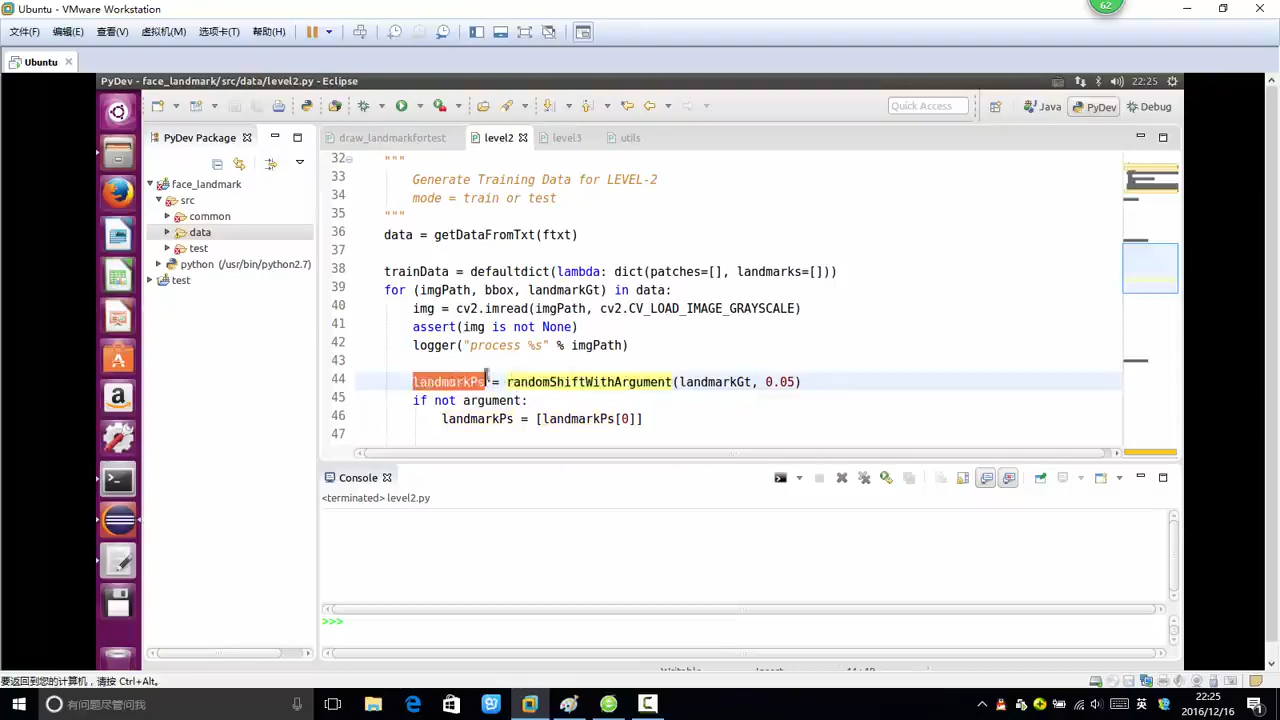 Ubuntu - VMware Workstation
62
文件(F) 编辑(E) 查看(V) 虚拟机(M) 选项卡(T) 帮助(H)
Ubuntu
PyDev - face_landmark/src/data/level2.py - Eclipse
22:25
Quick Access
Java
PyDev
Debug
PyDev Package
draw_landmarkfortest
level2
level3
utils
face_landmark
src
common
data
test
python (/usr/bin/python2.7)
test
32 """
33 Generate Training Data for LEVEL-2
34 mode = train or test
35 """
36 data = getDataFromTxt(ftxt)
37
38 trainData = defaultdict(lambda: dict(patches=[], landmarks=[]))
39 for (imgPath, bbox, landmarkGt) in data:
40 img = cv2.imread(imgPath, cv2.CV_LOAD_IMAGE_GRAYSCALE)
41 assert(img is not None)
42 logger("process %s" % imgPath)
43
44 landmarkPs = randomShiftWithArgument(landmarkGt, 0.05)
45 if not argument:
46 landmarkPs = [landmarkPs[0]]
47
Console
<terminated> level2.py
>>>
要返回到您的计算机，请按 Ctrl+Alt。
有问题尽管问我
英
22:25
2016/12/16